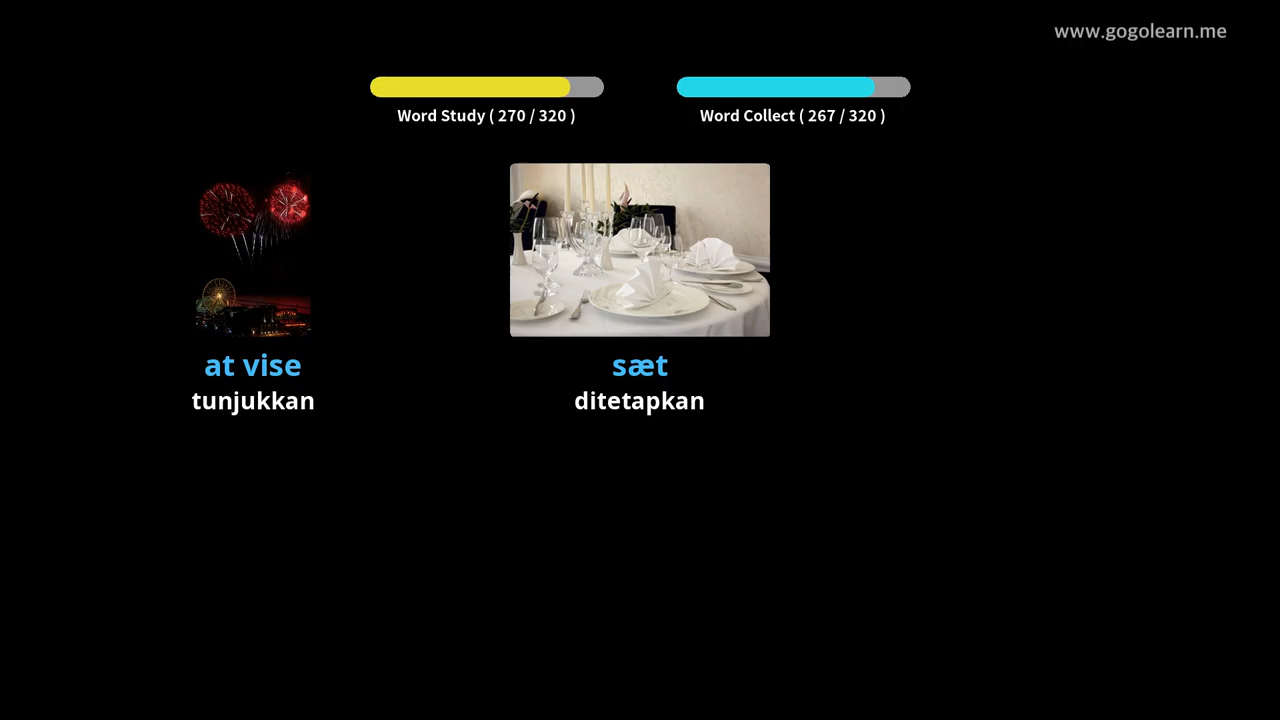 www.gogolearn.me
Word Study ( 270 / 320 )
Word Collect ( 267 / 320 )
at vise
tunjukkan
sæt
ditetapkan